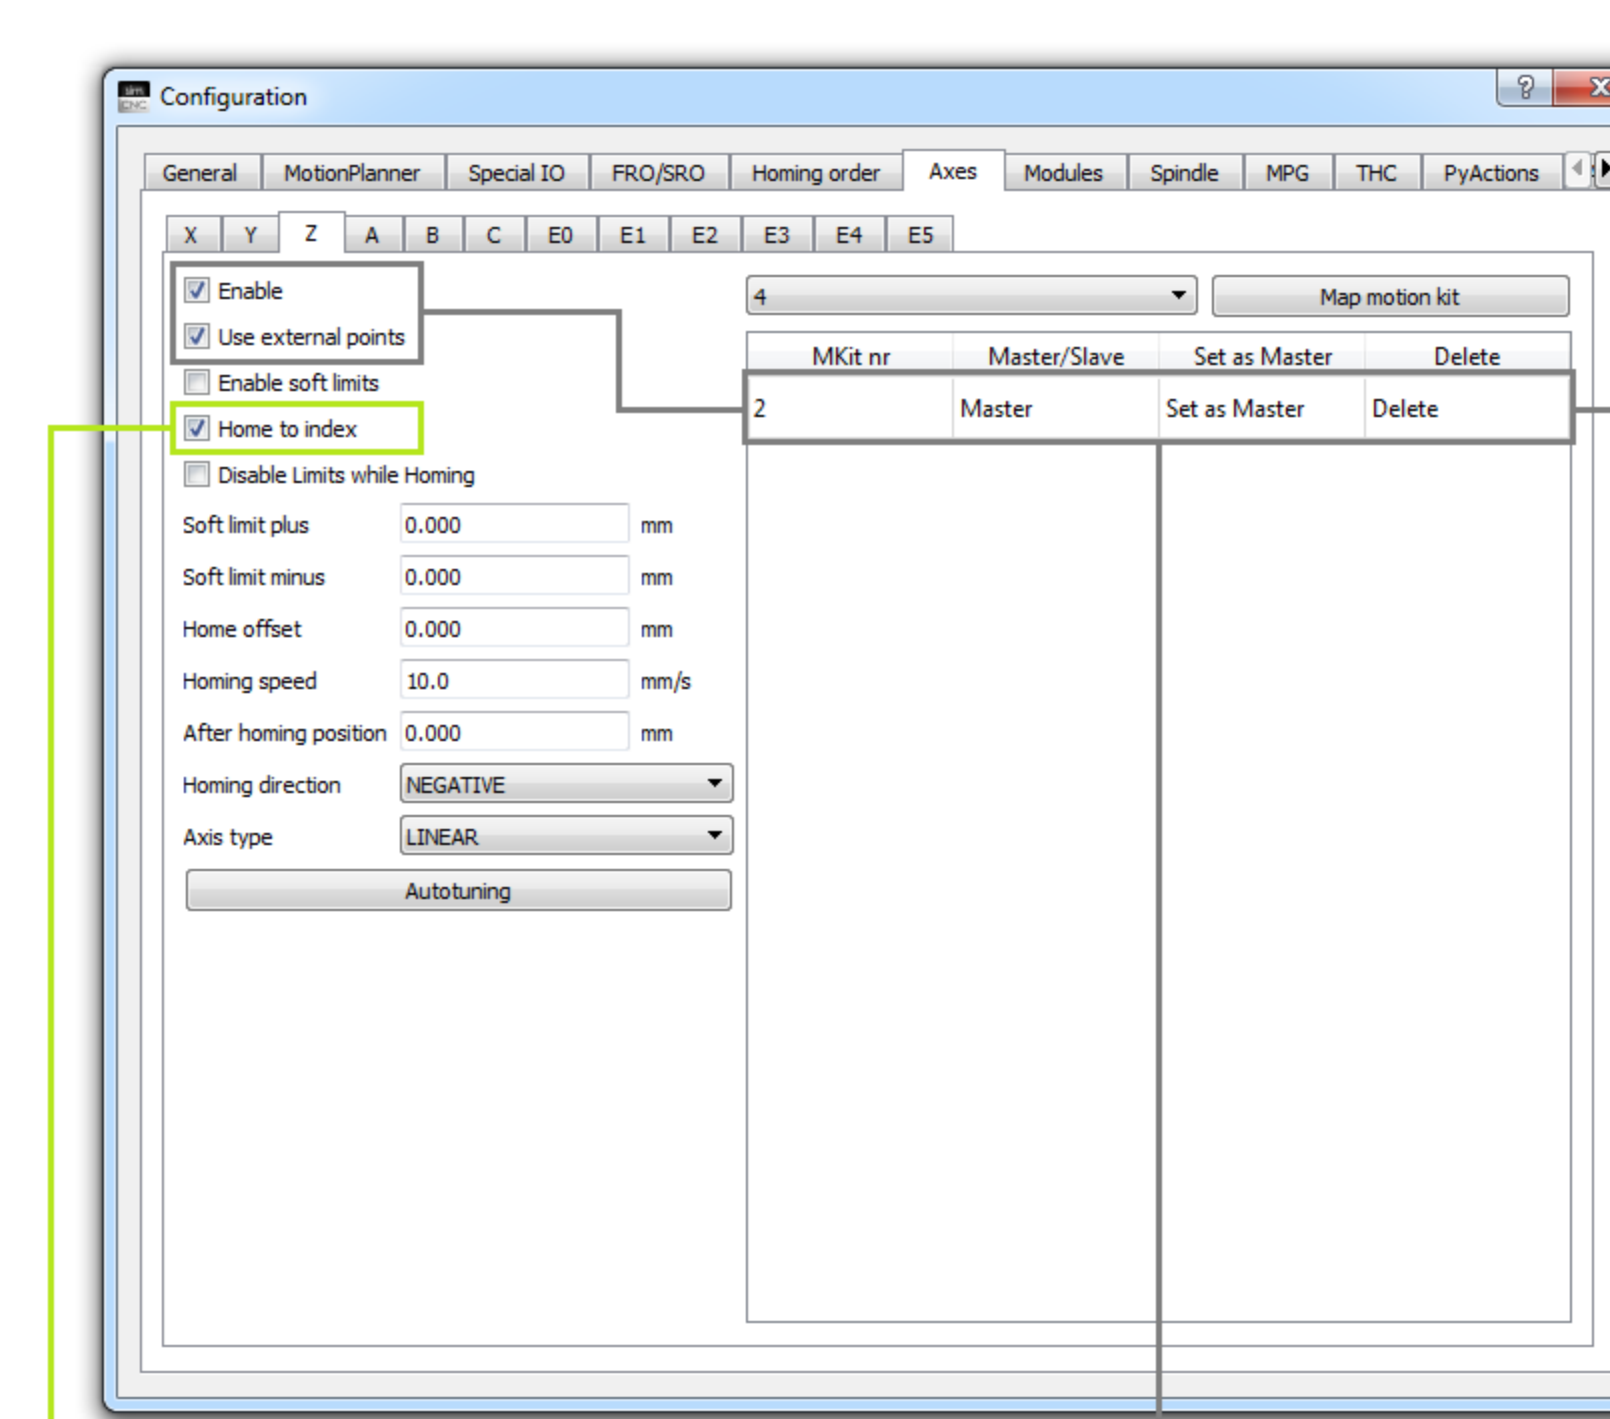 sim
CNC
Configuration
?
X
General MotionPlanner Special IO FRO/SRO Homing order Axes Modules Spindle MPG THC PyActions
X Y Z A B C E0 E1 E2 E3 E4 E5
Enable
4
Map motion kit
Use external points
MKit nr Master/Slave Set as Master Delete
Enable soft limits
2 Master Set as Master Delete
Home to index
Disable Limits while Homing
Soft limit plus 0.000 mm
Soft limit minus 0.000 mm
Home offset 0.000 mm
Homing speed 10.0 mm/s
After homing position 0.000 mm
Homing direction NEGATIVE
Axis type LINEAR
Autotuning